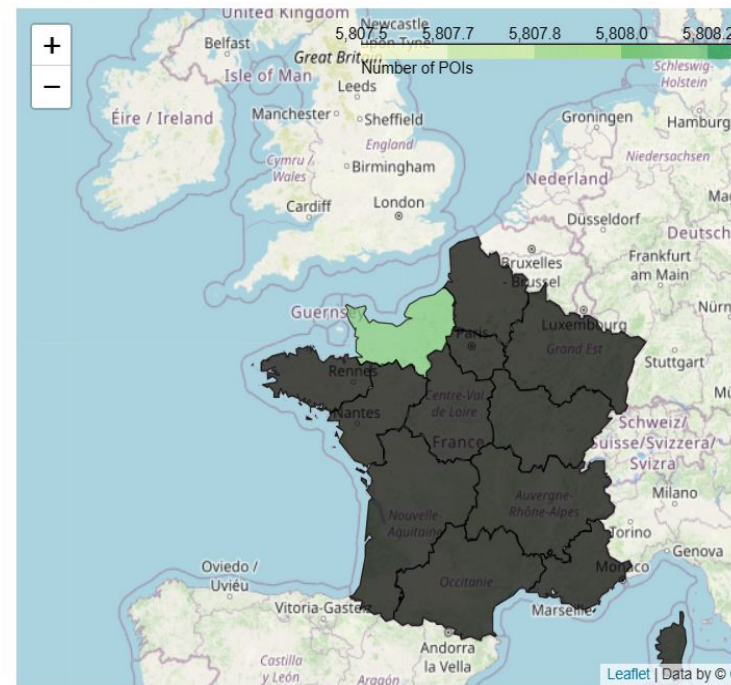 United Kingdom
Newcastle
upon Tyne
5,807.5 5,807.7 5,807.8 5,808.0 5,808.2
Number of POIs
+
−
Belfast
Great Britain
Isle of Man
Leeds
Schleswig-
Holstein
Éire / Ireland
Manchester
Sheffield
Groningen
Hamburg
England
Cymru /
Wales
Birmingham
Niedersachsen
Nederland
Cardiff
London
Düsseldorf
Deutsch
Bruxelles
- Brussel
Frankfurt
am Main
Guernsey
Luxembourg
Nürn
Paris
Grand Est
Stuttgart
Rennes
Centre-Val
de Loire
Nantes
France
Schweiz/
Suisse/Svizzera/
Svizra
Auvergne-
Rhône-Alpes
Milano
Nouvelle-
Aquitaine
Torino
Genova
Oviedo /
Uviéu
Occitanie
Monaco
Vitoria-Gasteiz
Marseille
Andorra
la Vella
Castilla
y León
Aragón
Leaflet | Data by ©